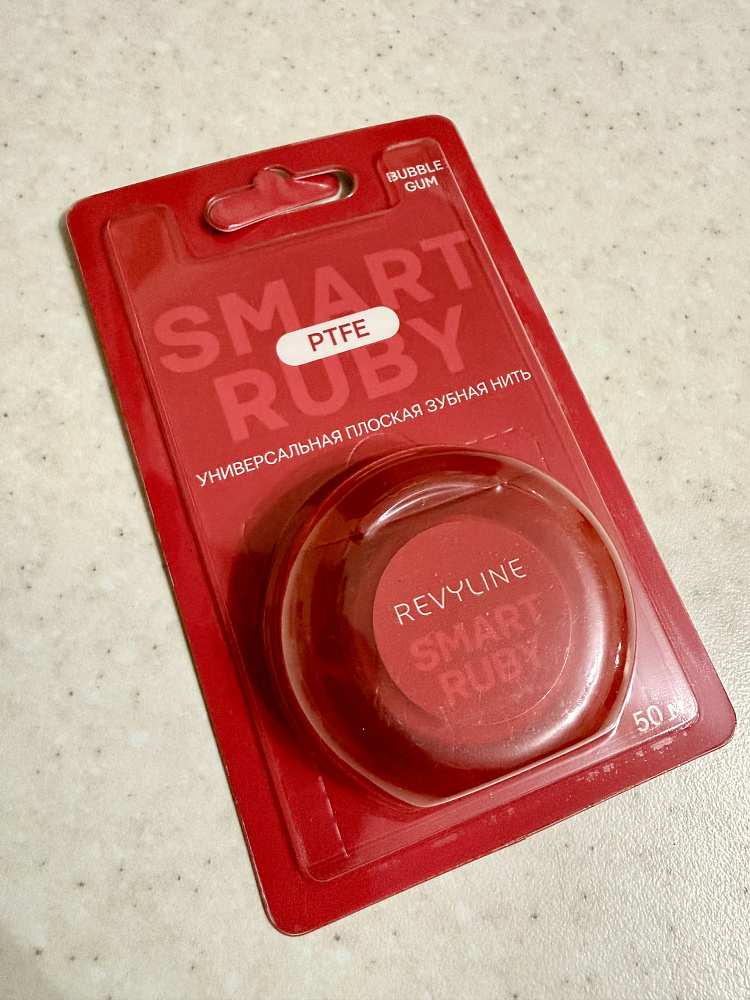 BUBBLE
GUM
SMART
PTFE
RUBY
УНИВЕРСАЛЬНАЯ ПЛОСКАЯ ЗУБНАЯ НИТЬ
REVYLINE
SMART
RUBY
50